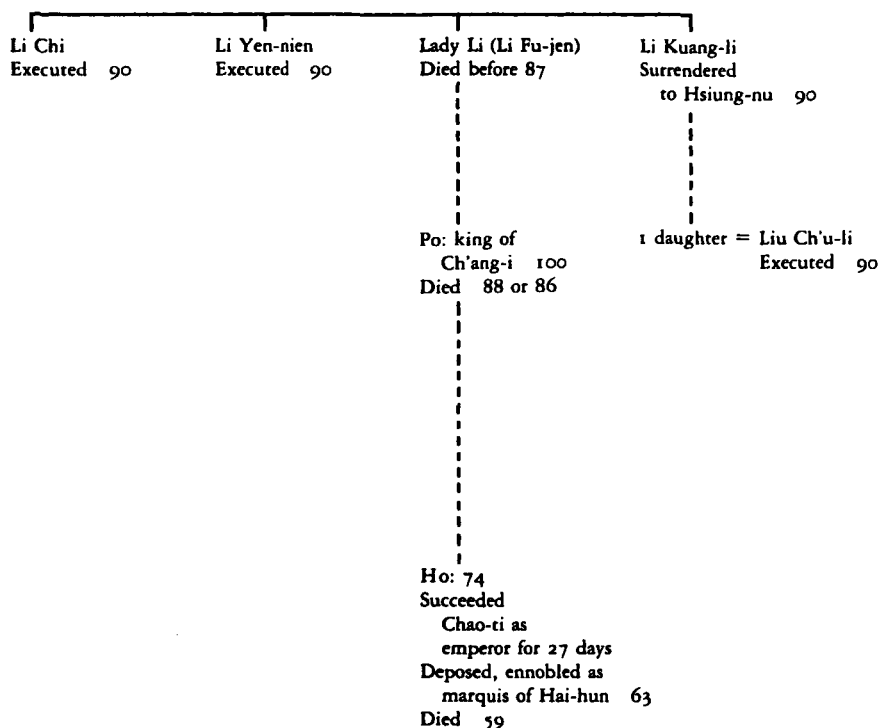 Li Chi
Executed 90
Li Yen-nien
Executed 90
Lady Li (Li Fu-jen)
Died before 87
Li Kuang-li
Surrendered
to Hsiung-nu 90
Po: king of
Ch'ang-i 100
Died 88 or 86
1 daughter = Liu Ch'u-li
Executed 90
Ho: 74
Succeeded
Chao-ti as
emperor for 27 days
Deposed, ennobled as
marquis of Hai-hun 63
Died 59